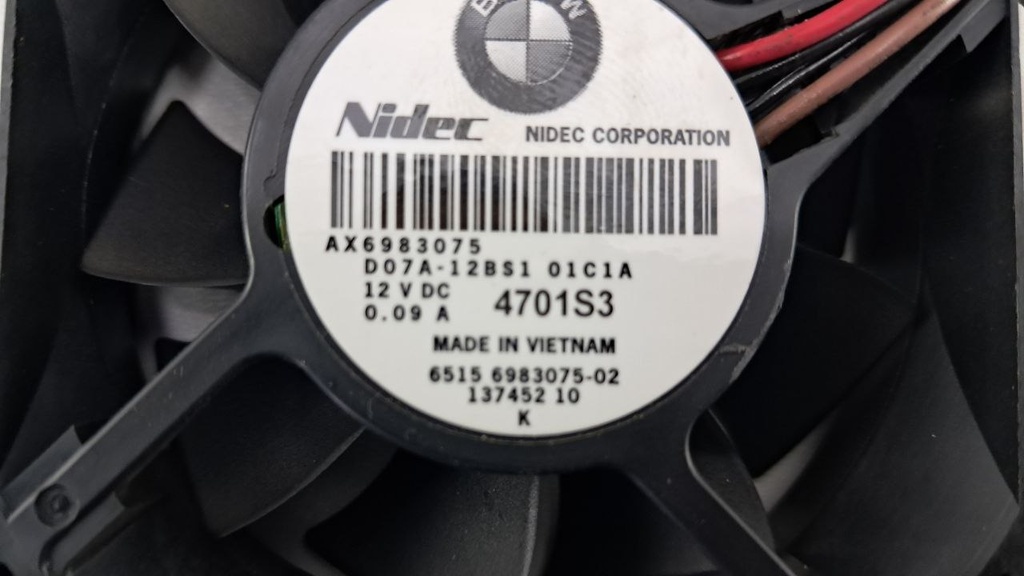 BMW
Nidec NIDEC CORPORATION
AX6983075
D07A-12BS1 01C1A
12 V DC 4701S3
0.09 A
MADE IN VIETNAM
6515 6983075-02
137452 10
K